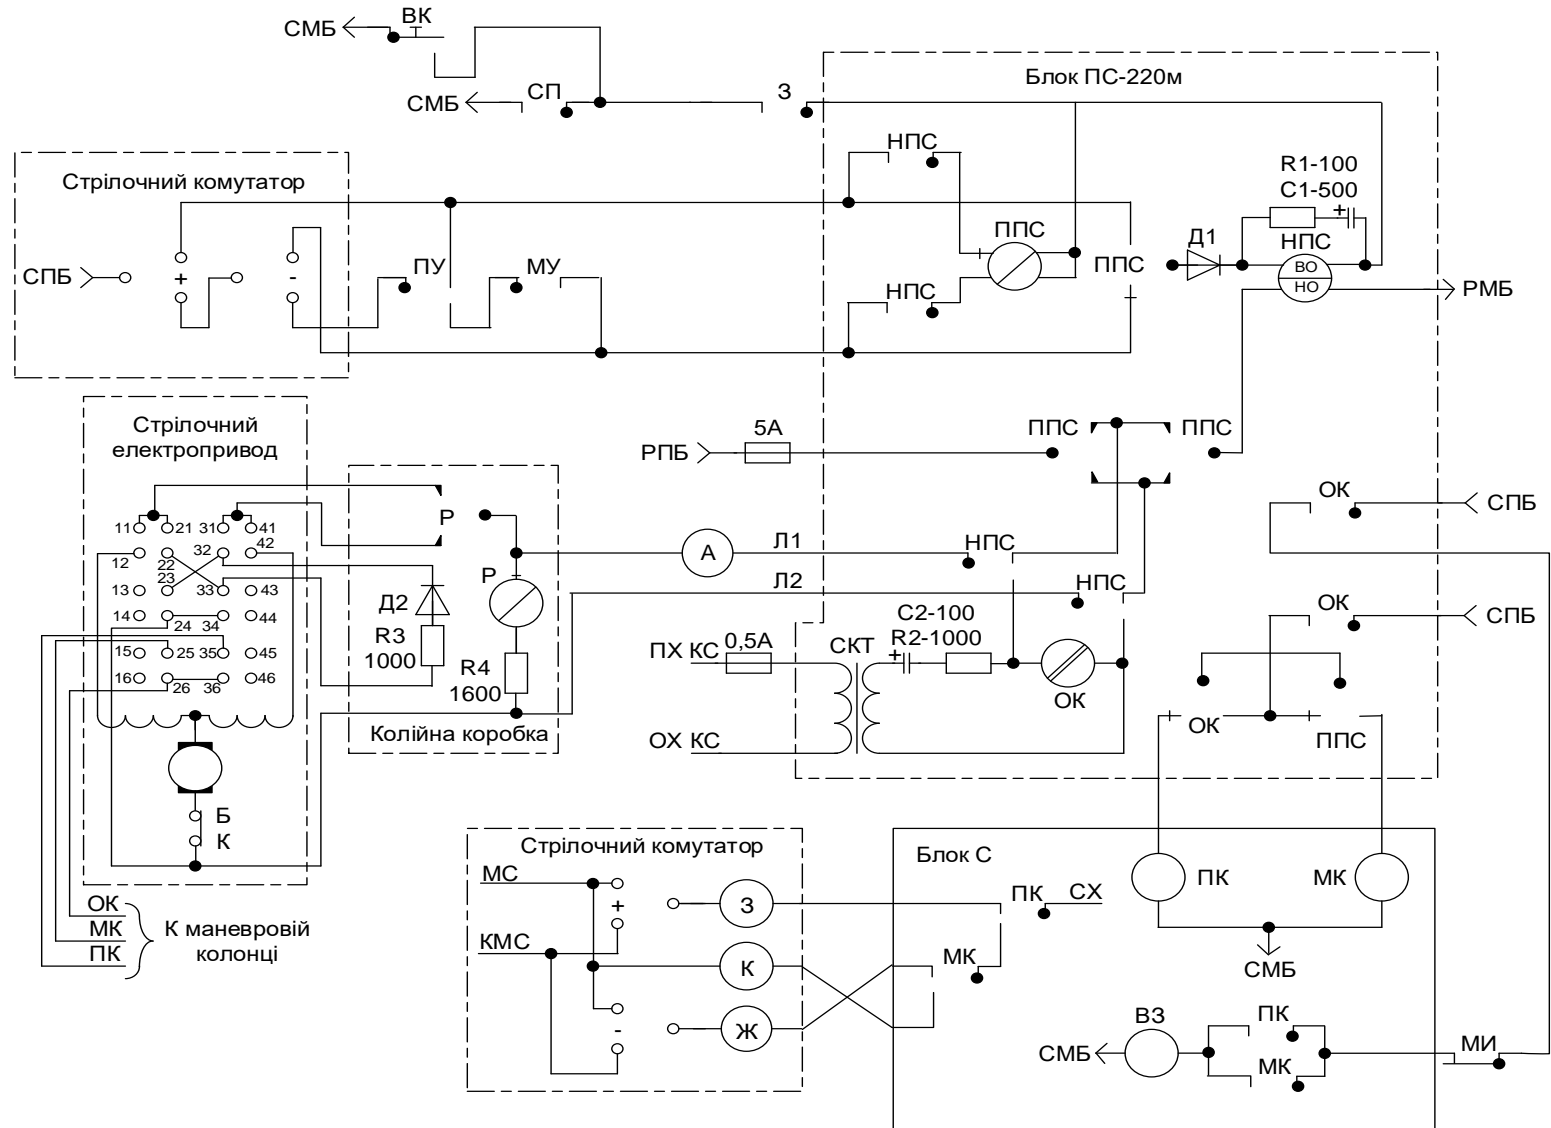 СМБ
ВК
СМБ
СП
З
Блок ПС-220м
НПС
R1-100
C1-500
+
Стрілочний комутатор
ППС
ППС
Д1
НПС
ВО
НО
РМБ
СПБ
+
-
ПУ
МУ
НПС
Стрілочний
електропривод
5А
РПБ
ППС
ППС
ОК
СПБ
11 21 31 41
12 22 32 42
13 23 33 43
14 24 34 44
15 25 35 45
16 26 36 46
Р
Р
Д2
R3
1000
R4
1600
Колійна коробка
А
Л1
Л2
НПС
НПС
ПХ КС
0,5А
СКТ
C2-100
R2-1000
+
ОК
ОХ КС
ОК
СПБ
ОК
ППС
Б
К
ОК
МК
ПК
К маневровій
колонці
Стрілочний комутатор
МС
+
КМС
-
З
К
Ж
Блок С
ПК
СХ
МК
ПК
МК
СМБ
СМБ
ВЗ
ПК
МК
МИ